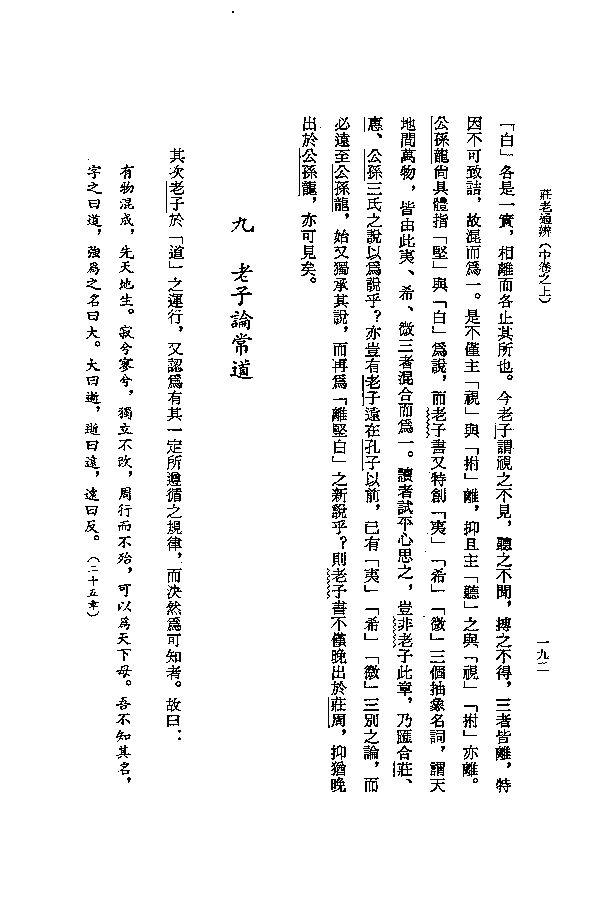 莊老通辨（中卷之上）
一九二
「白」各是一實，相離而各止其所也。今老子謂視之不見，聽之不聞，搏之不得，三者皆離，特
因不可致詰，故混而為一。是不僅主「視」與「拊」離，抑且主「聽」之與「視」「拊」亦離。
公孫龍尚具體指「堅」與「白」為說，而老子書又特創「夷」「希」「微」三個抽象名詞，謂天
地間萬物，皆由此夷、希、微三者混合而為一。讀者試平心思之，豈非老子此章，乃匯合莊、
惠、公孫三氏之說以為說乎？亦豈有老子遠在孔子以前，已有「夷」「希」「微」三別之論，而
必遠至公孫龍，始又獨承其說，而再為「離堅白」之新說乎？則老子書不僅晚出於莊周，抑猶晚
出於公孫龍，亦可見矣。
九　老子論常道
其次老子於「道」之運行，又認為有其一定所遵循之規律，而決然為可知者。故曰：
有物混成，先天地生。寂兮寥兮，獨立不改，周行而不殆，可以為天下母。吾不知其名，
字之曰道，強為之名曰大。大曰逝，逝曰遠，遠曰反。（二十五章）